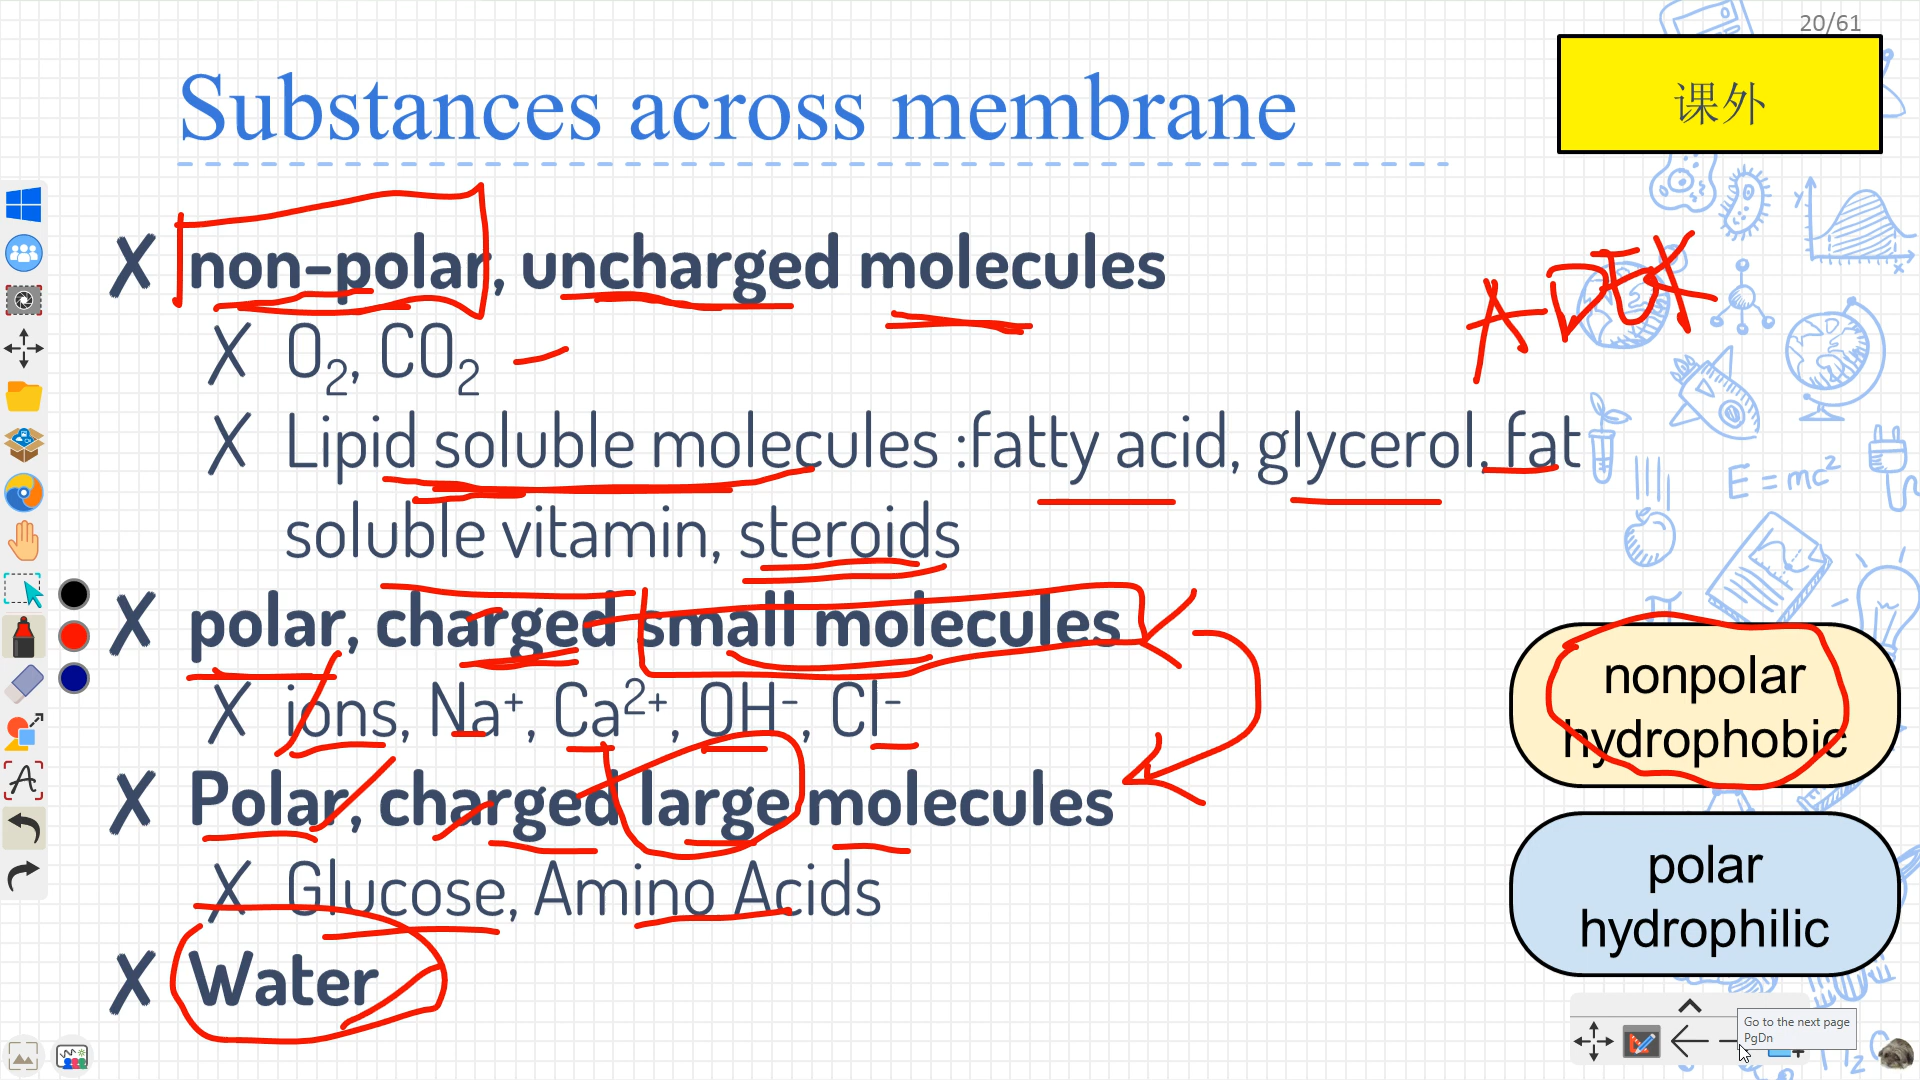 20/61
课外
Substances across membrane
non-polar, uncharged molecules
O₂, CO₂
Lipid soluble molecules :fatty acid, glycerol, fat
soluble vitamin, steroids
polar, charged small molecules
ions, Na⁺, Ca²⁺, OH⁻, Cl⁻
Polar, charged large molecules
Glucose, Amino Acids
Water
E = mc²
nonpolar
hydrophobic
polar
hydrophilic
Go to the next page
PgDn